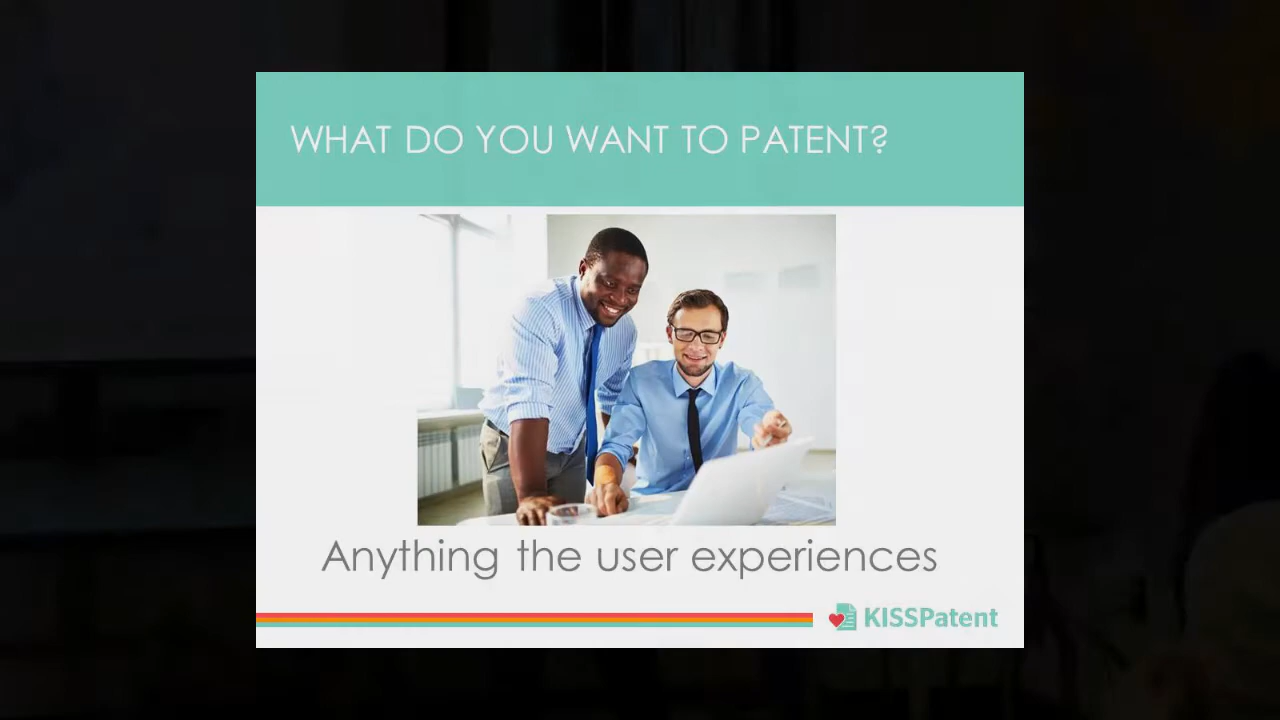 WHAT DO YOU WANT TO PATENT?
Anything the user experiences
KISSPatent